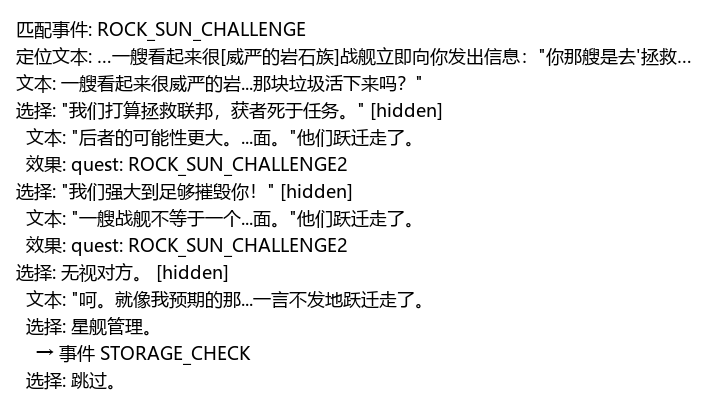 匹配事件: ROCK_SUN_CHALLENGE
定位文本: ...一艘看起来很[威严的岩石族]战舰立即向你发出信息："你那艘是去'拯救...
文本: 一艘看起来很威严的岩...那块垃圾活下来吗？"
选择: "我们打算拯救联邦，获者死于任务。" [hidden]
文本: "后者的可能性更大。...面。"他们跃迁走了。
效果: quest: ROCK_SUN_CHALLENGE2
选择: "我们强大到足够摧毁你！" [hidden]
文本: "一艘战舰不等于一个...面。"他们跃迁走了。
效果: quest: ROCK_SUN_CHALLENGE2
选择: 无视对方。 [hidden]
文本: "呵。就像我预期的那...一言不发地跃迁走了。
选择: 星舰管理。
→ 事件 STORAGE_CHECK
选择: 跳过。